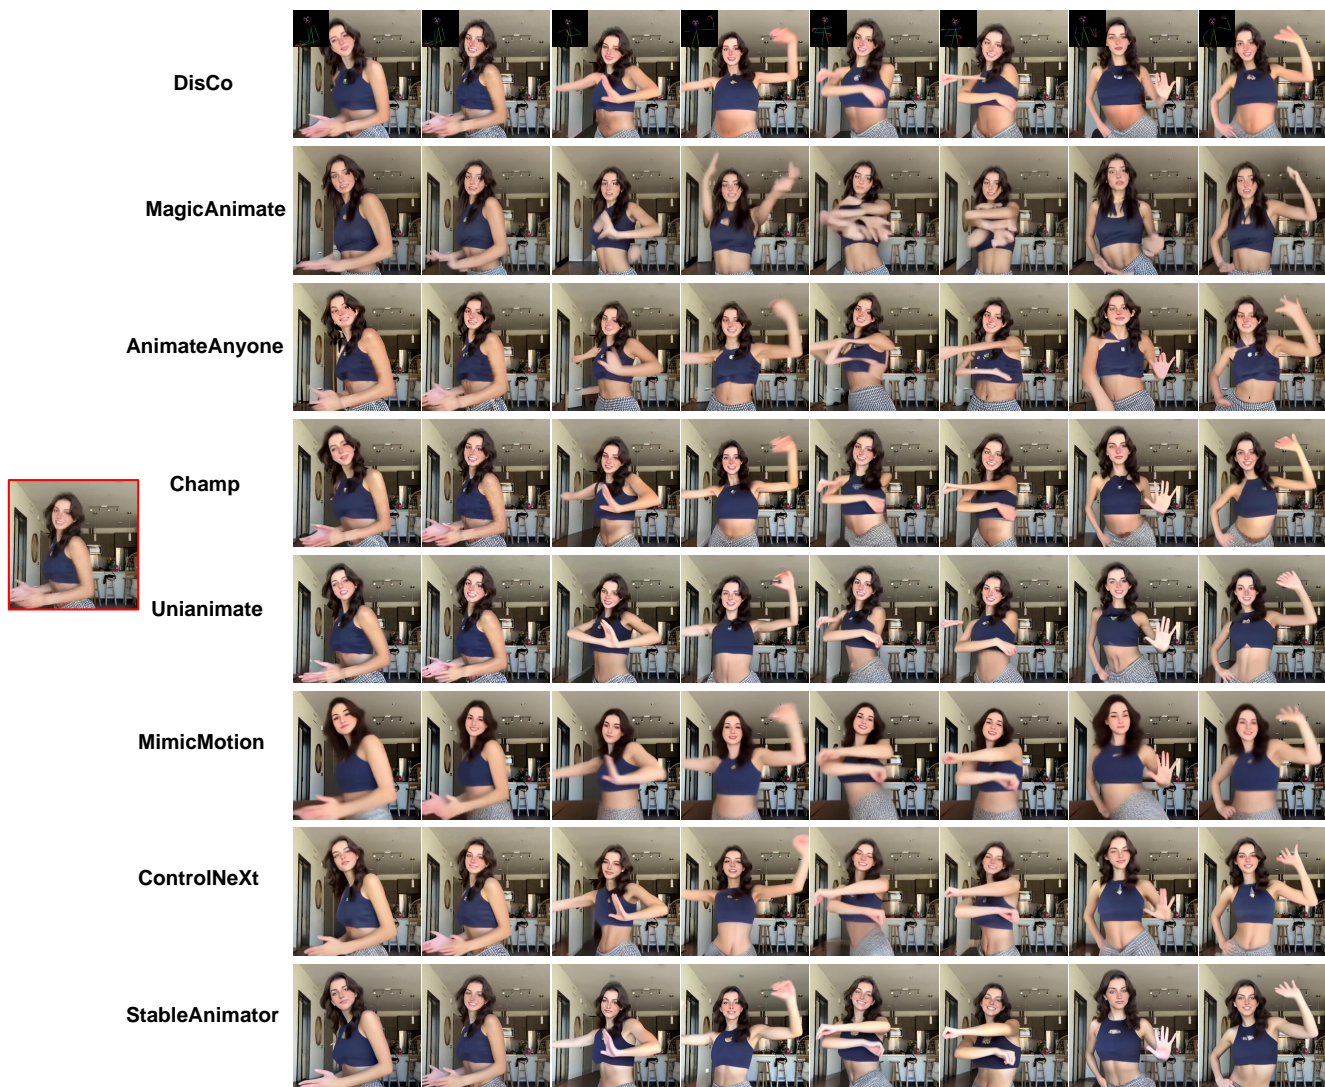 DisCo
MagicAnimate
AnimateAnyone
Champ
Unianimate
MimicMotion
ControlNeXt
StableAnimator